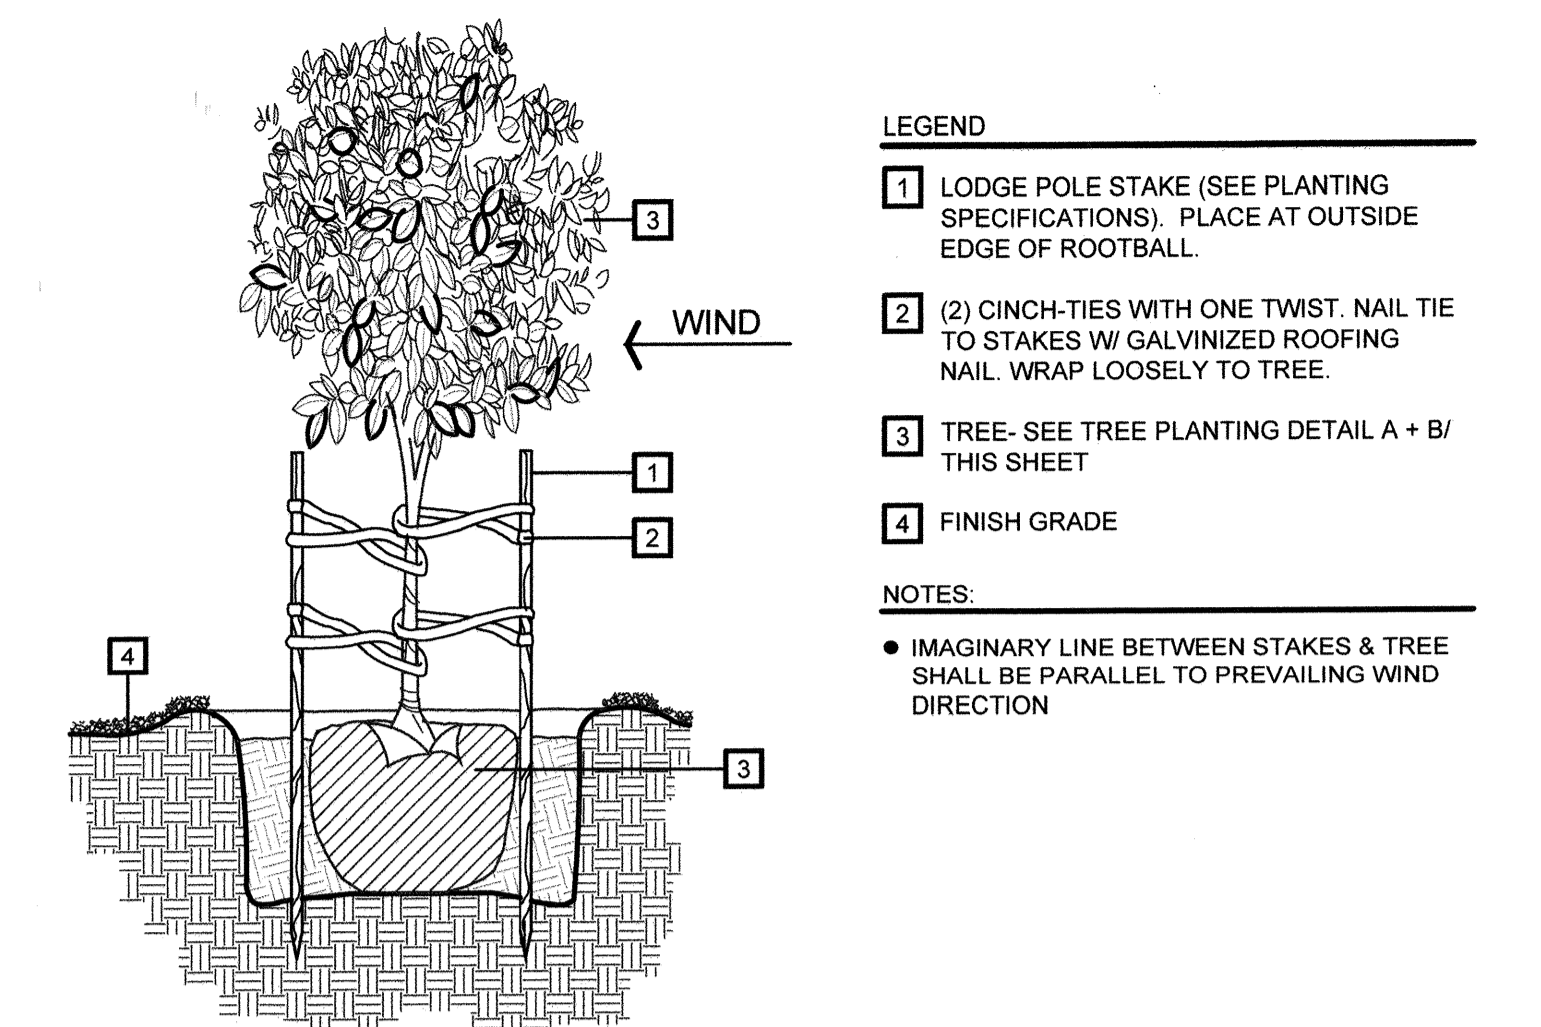 3
WIND
1
2
4
3
LEGEND
1 LODGE POLE STAKE (SEE PLANTING
SPECIFICATIONS). PLACE AT OUTSIDE
EDGE OF ROOTBALL.
2 (2) CINCH-TIES WITH ONE TWIST. NAIL TIE
TO STAKES W/ GALVINIZED ROOFING
NAIL. WRAP LOOSELY TO TREE.
3 TREE- SEE TREE PLANTING DETAIL A + B/
THIS SHEET
4 FINISH GRADE
NOTES:
● IMAGINARY LINE BETWEEN STAKES & TREE
SHALL BE PARALLEL TO PREVAILING WIND
DIRECTION